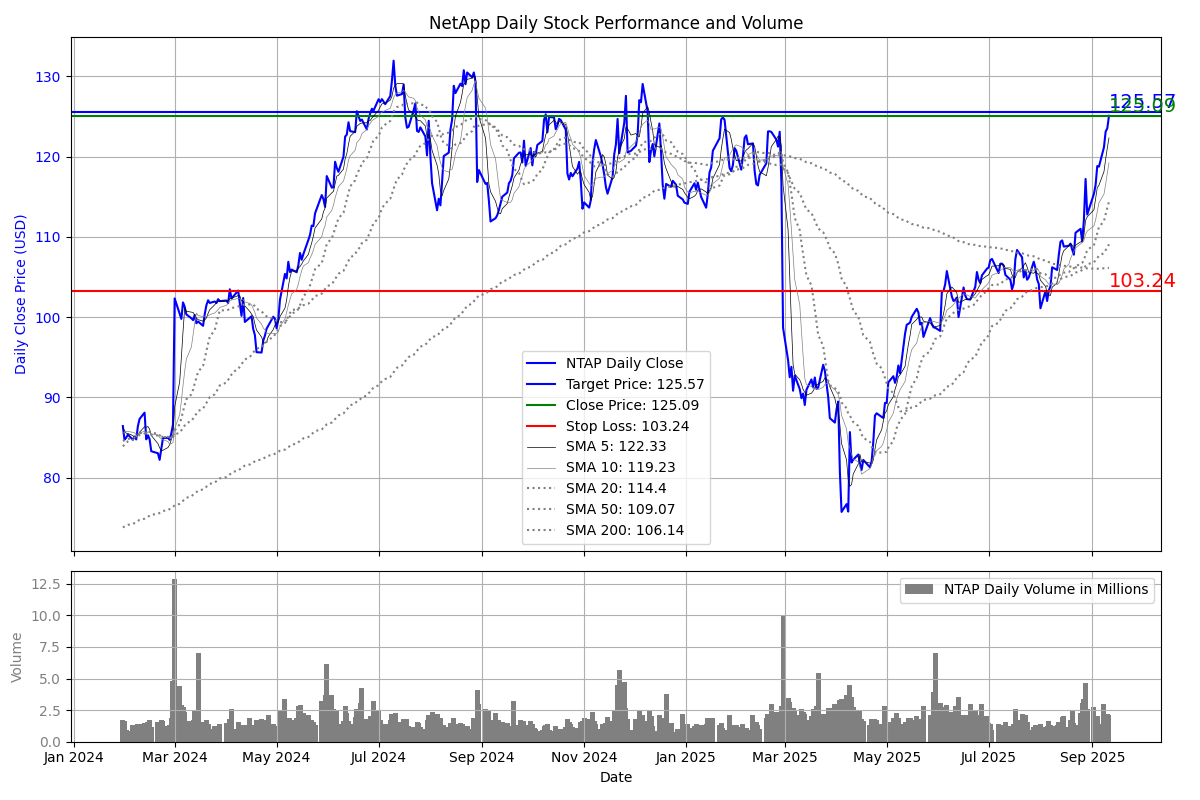 NetApp Daily Stock Performance and Volume
Daily Close Price (USD)
130
120
110
100
90
80
125.57
125.09
103.24
NTAP Daily Close
Target Price: 125.57
Close Price: 125.09
Stop Loss: 103.24
SMA 5: 122.33
SMA 10: 119.23
SMA 20: 114.4
SMA 50: 109.07
SMA 200: 106.14
Volume
12.5
10.0
7.5
5.0
2.5
0.0
NTAP Daily Volume in Millions
Jan 2024 Mar 2024 May 2024 Jul 2024 Sep 2024 Nov 2024 Jan 2025 Mar 2025 May 2025 Jul 2025 Sep 2025
Date